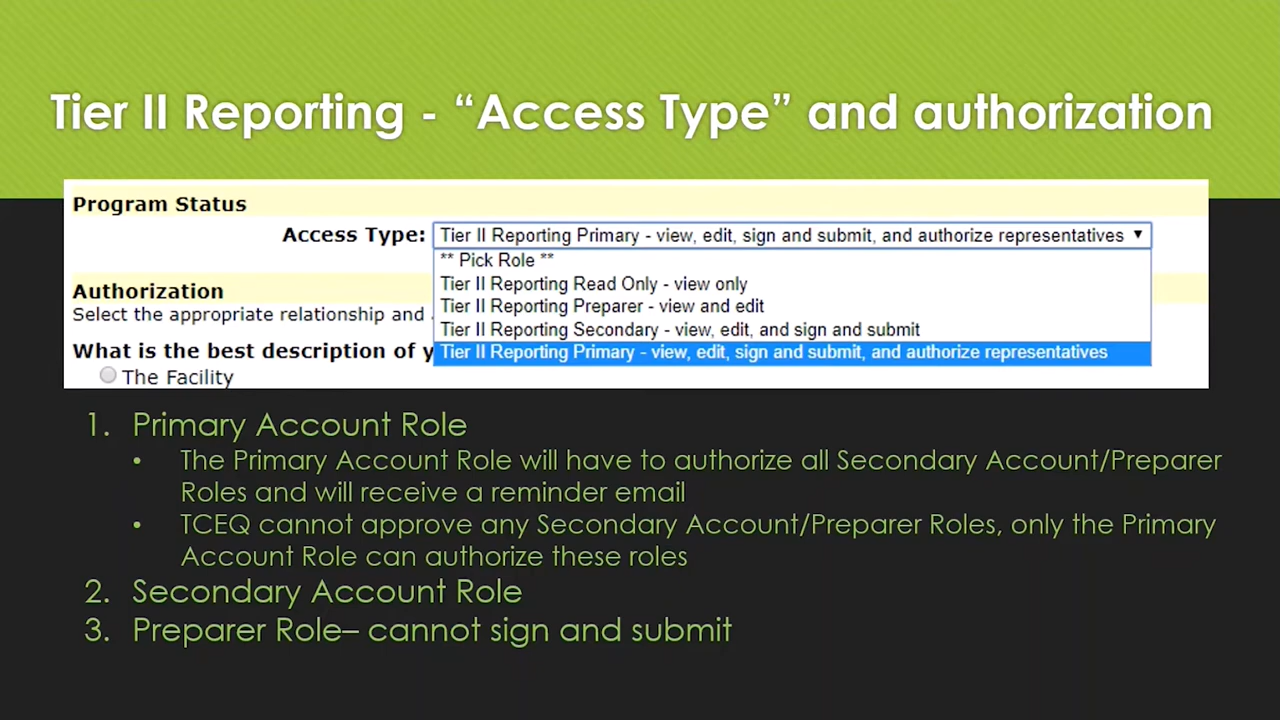 Tier II Reporting - “Access Type” and authorization
Program Status
Access Type: Tier II Reporting Primary - view, edit, sign and submit, and authorize representatives
** Pick Role **
Tier II Reporting Read Only - view only
Authorization
Tier II Reporting Preparer - view and edit
Select the appropriate relationship and
Tier II Reporting Secondary - view, edit, and sign and submit
What is the best description of y
Tier II Reporting Primary - view, edit, sign and submit, and authorize representatives
The Facility
1. Primary Account Role
• The Primary Account Role will have to authorize all Secondary Account/Preparer
Roles and will receive a reminder email
• TCEQ cannot approve any Secondary Account/Preparer Roles, only the Primary
Account Role can authorize these roles
2. Secondary Account Role
3. Preparer Role– cannot sign and submit